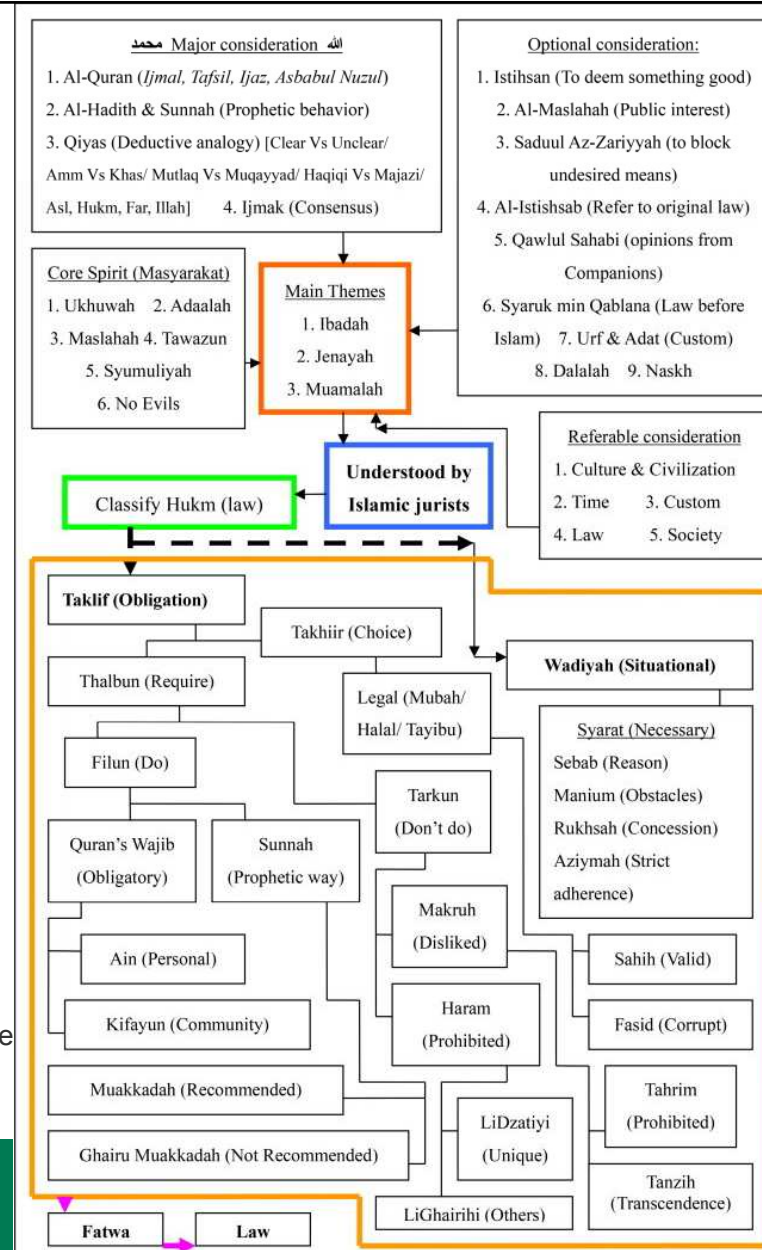 محمد Major consideration الله
1. Al-Quran (Ijmal, Tafsil, Ijaz, Asbabul Nuzul)
2. Al-Hadith & Sunnah (Prophetic behavior)
3. Qiyas (Deductive analogy) [Clear Vs Unclear/
Amm Vs Khas/ Mutlaq Vs Muqayyad/ Haqiqi Vs Majazi/
Asl, Hukm, Far, Illah] 4. Ijmak (Consensus)
Optional consideration:
1. Istihsan (To deem something good)
2. Al-Maslahah (Public interest)
3. Saduul Az-Zariyyah (to block
undesired means)
4. Al-Istishsab (Refer to original law)
5. Qawlul Sahabi (opinions from
Companions)
6. Syaruk min Qablana (Law before
Islam) 7. Urf & Adat (Custom)
8. Dalalah 9. Naskh
Core Spirit (Masyarakat)
1. Ukhuwah 2. Adaalah
3. Maslahah 4. Tawazun
5. Syumuliyah
6. No Evils
Main Themes
1. Ibadah
2. Jenayah
3. Muamalah
Referable consideration
1. Culture & Civilization
2. Time 3. Custom
4. Law 5. Society
Understood by
Islamic jurists
Classify Hukm (law)
Taklif (Obligation)
Takhiir (Choice)
Wadiyah (Situational)
Thalbun (Require)
Legal (Mubah/
Halal/ Tayibu)
Syarat (Necessary)
Sebab (Reason)
Manium (Obstacles)
Rukhsah (Concession)
Aziymah (Strict
adherence)
Filun (Do)
Tarkun
(Don't do)
Quran's Wajib
(Obligatory)
Sunnah
(Prophetic way)
Makruh
(Disliked)
Ain (Personal)
Sahih (Valid)
Kifayun (Community)
Haram
(Prohibited)
Fasid (Corrupt)
e
Muakkadah (Recommended)
Tahrim
(Prohibited)
LiDzatiyi
(Unique)
Ghairu Muakkadah (Not Recommended)
Tanzih
(Transcendence)
LiGhairihi (Others)
Fatwa
Law